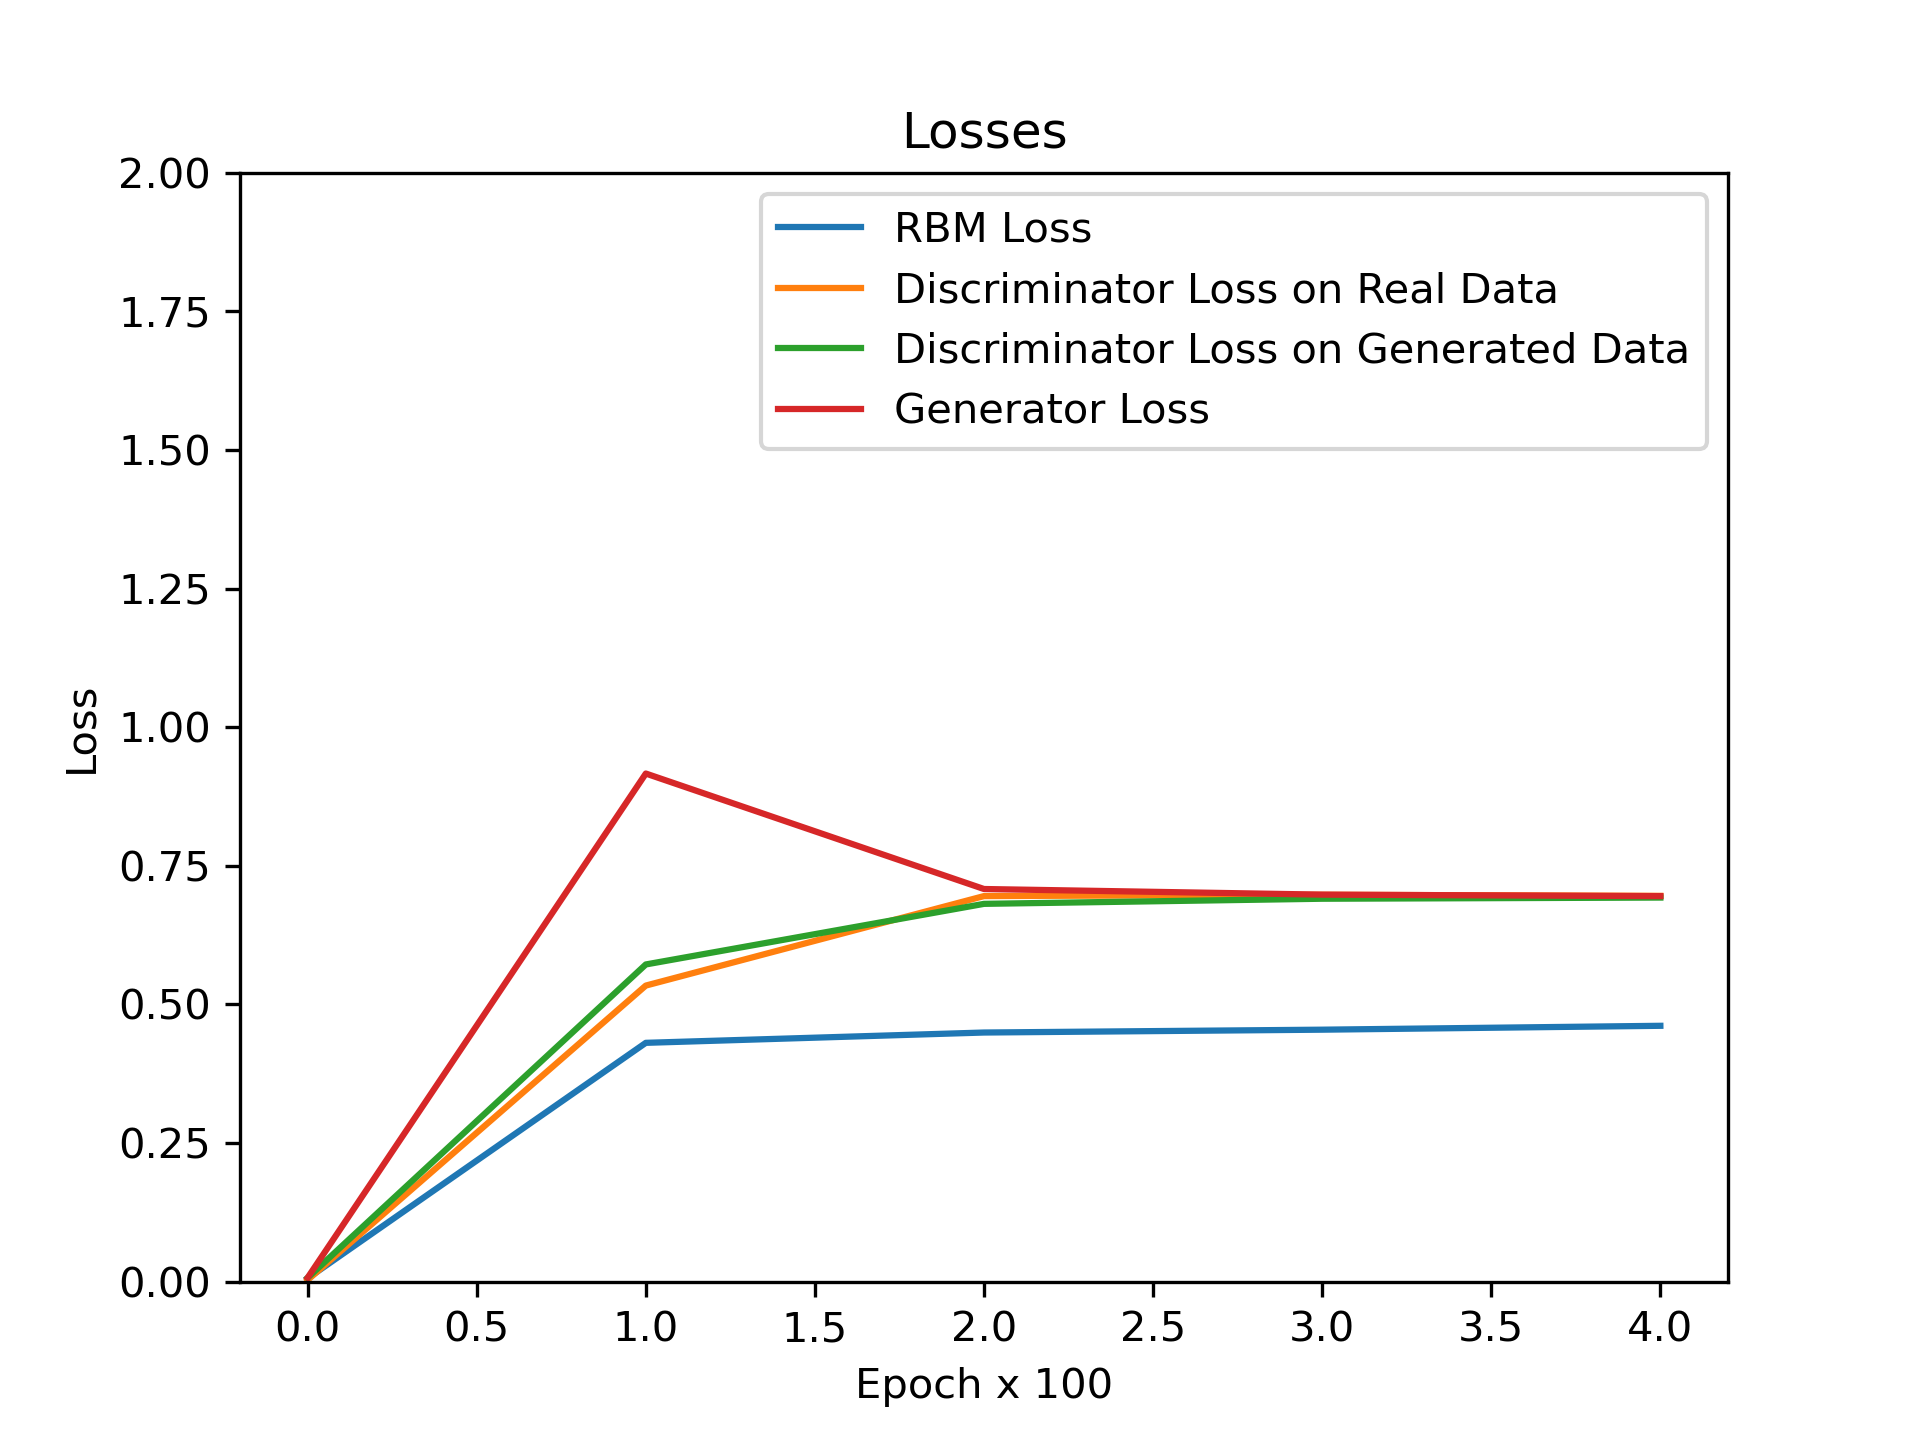 Losses
2.00
1.75
1.50
1.25
1.00
0.75
0.50
0.25
0.00
Loss
RBM Loss
Discriminator Loss on Real Data
Discriminator Loss on Generated Data
Generator Loss
0.0 0.5 1.0 1.5 2.0 2.5 3.0 3.5 4.0
Epoch x 100